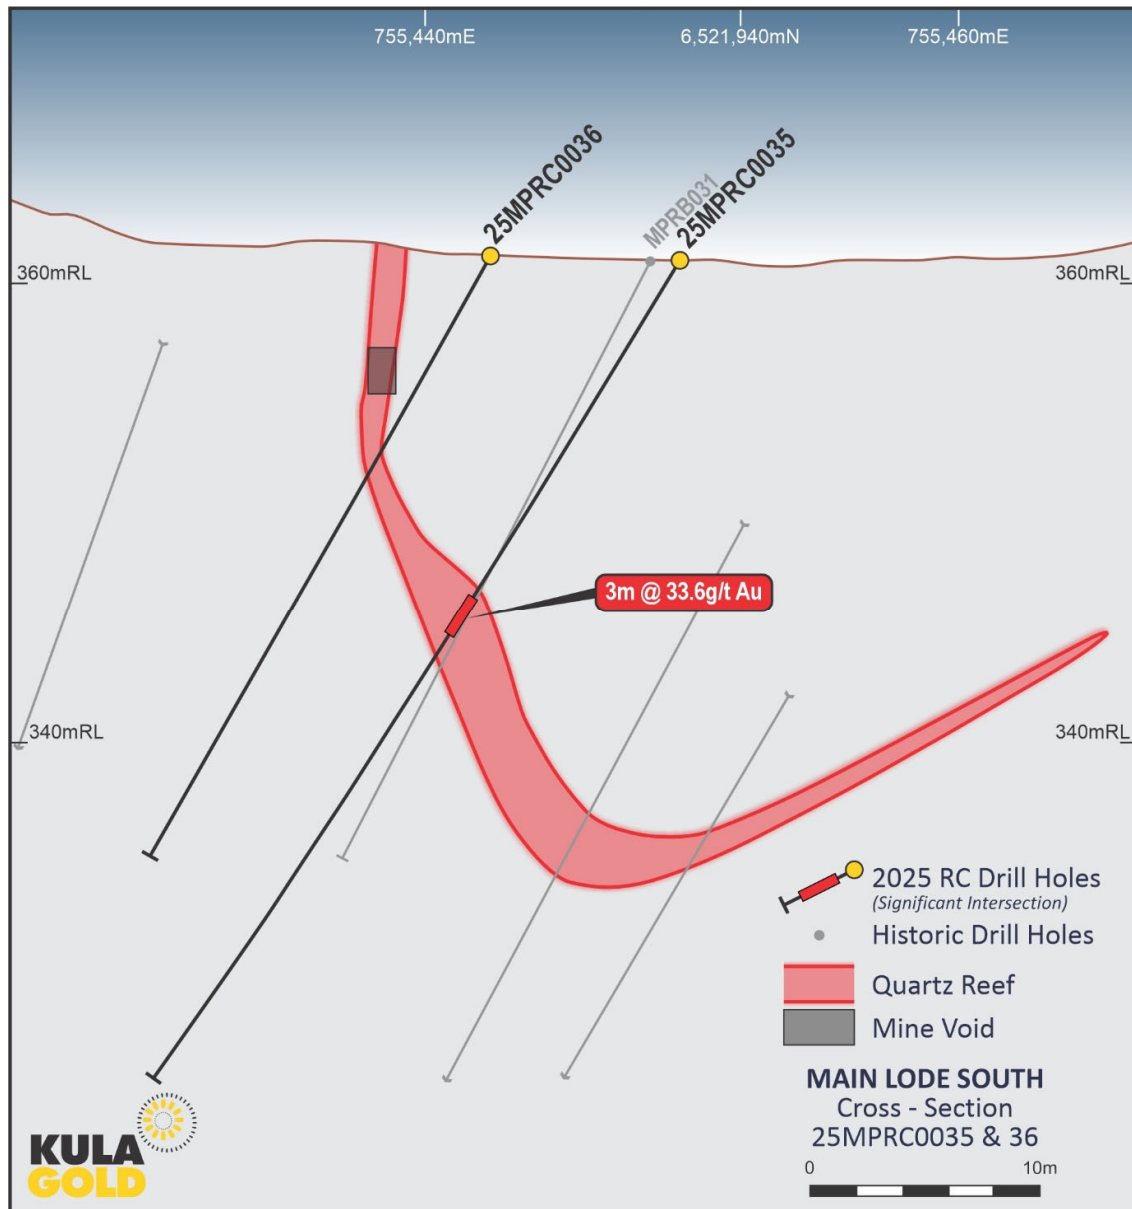 755,440mE 6,521,940mN 755,460mE
25MPRC0036
MPRB031
25MPRC0035
360mRL 360mRL
3m @ 33.6g/t Au
340mRL 340mRL
2025 RC Drill Holes
(Significant Intersection)
Historic Drill Holes
Quartz Reef
Mine Void
MAIN LODE SOUTH
Cross - Section
25MPRC0035 & 36
0 10m
KULA
GOLD